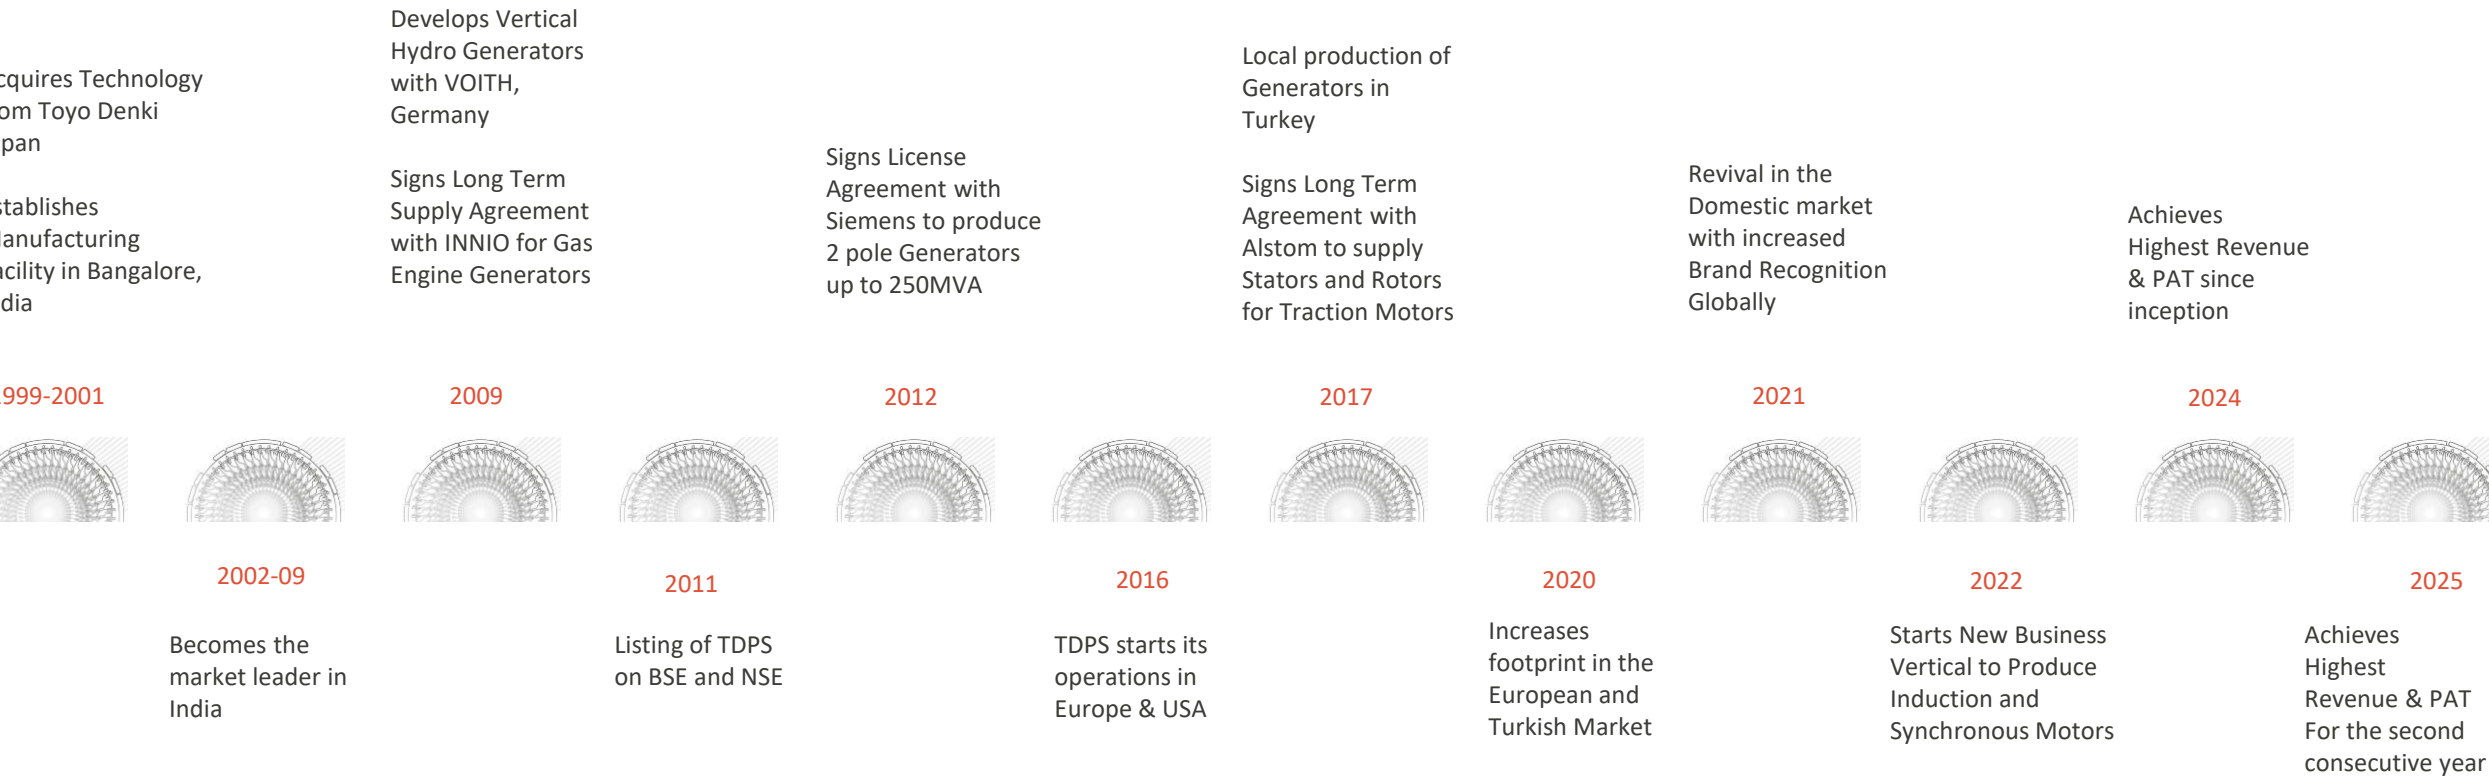 cquires Technology
om Toyo Denki
pan
stablishes
anufacturing
acility in Bangalore,
dia
999-2001
Becomes the
market leader in
India
2002-09
Develops Vertical
Hydro Generators
with VOITH,
Germany
Signs Long Term
Supply Agreement
with INNIO for Gas
Engine Generators
2009
2011
Listing of TDPS
on BSE and NSE
Signs License
Agreement with
Siemens to produce
2 pole Generators
up to 250MVA
2012
2016
TDPS starts its
operations in
Europe & USA
Local production of
Generators in
Turkey
Signs Long Term
Agreement with
Alstom to supply
Stators and Rotors
for Traction Motors
2017
2020
Increases
footprint in the
European and
Turkish Market
Revival in the
Domestic market
with increased
Brand Recognition
Globally
2021
2022
Starts New Business
Vertical to Produce
Induction and
Synchronous Motors
Achieves
Highest Revenue
& PAT since
inception
2024
2025
Achieves
Highest
Revenue & PAT
For the second
consecutive year